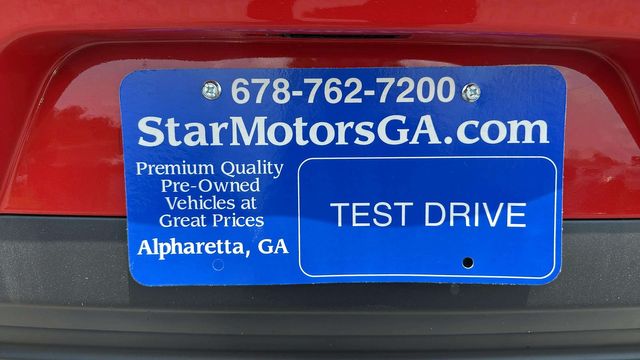 678-762-7200
StarMotorsGA.com
Premium Quality
Pre-Owned
Vehicles at
Great Prices
Alpharetta, GA
TEST DRIVE